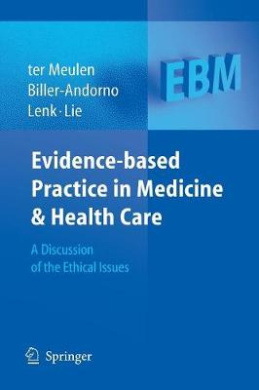 ter Meulen
Biller-Andorno
Lenk · Lie
EBM
Evidence-based
Practice in Medicine
& Health Care
A Discussion
of the Ethical Issues
Springer